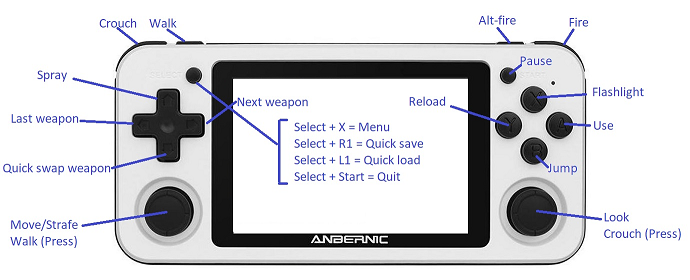 Crouch
Walk
Alt-fire
Fire
Spray
Pause
Flashlight
Last weapon
Next weapon
Reload
Use
Select + X = Menu
Select + R1 = Quick save
Select + L1 = Quick load
Select + Start = Quit
Quick swap weapon
Jump
Move/Strafe
Walk (Press)
Look
Crouch (Press)
ANBERNIC